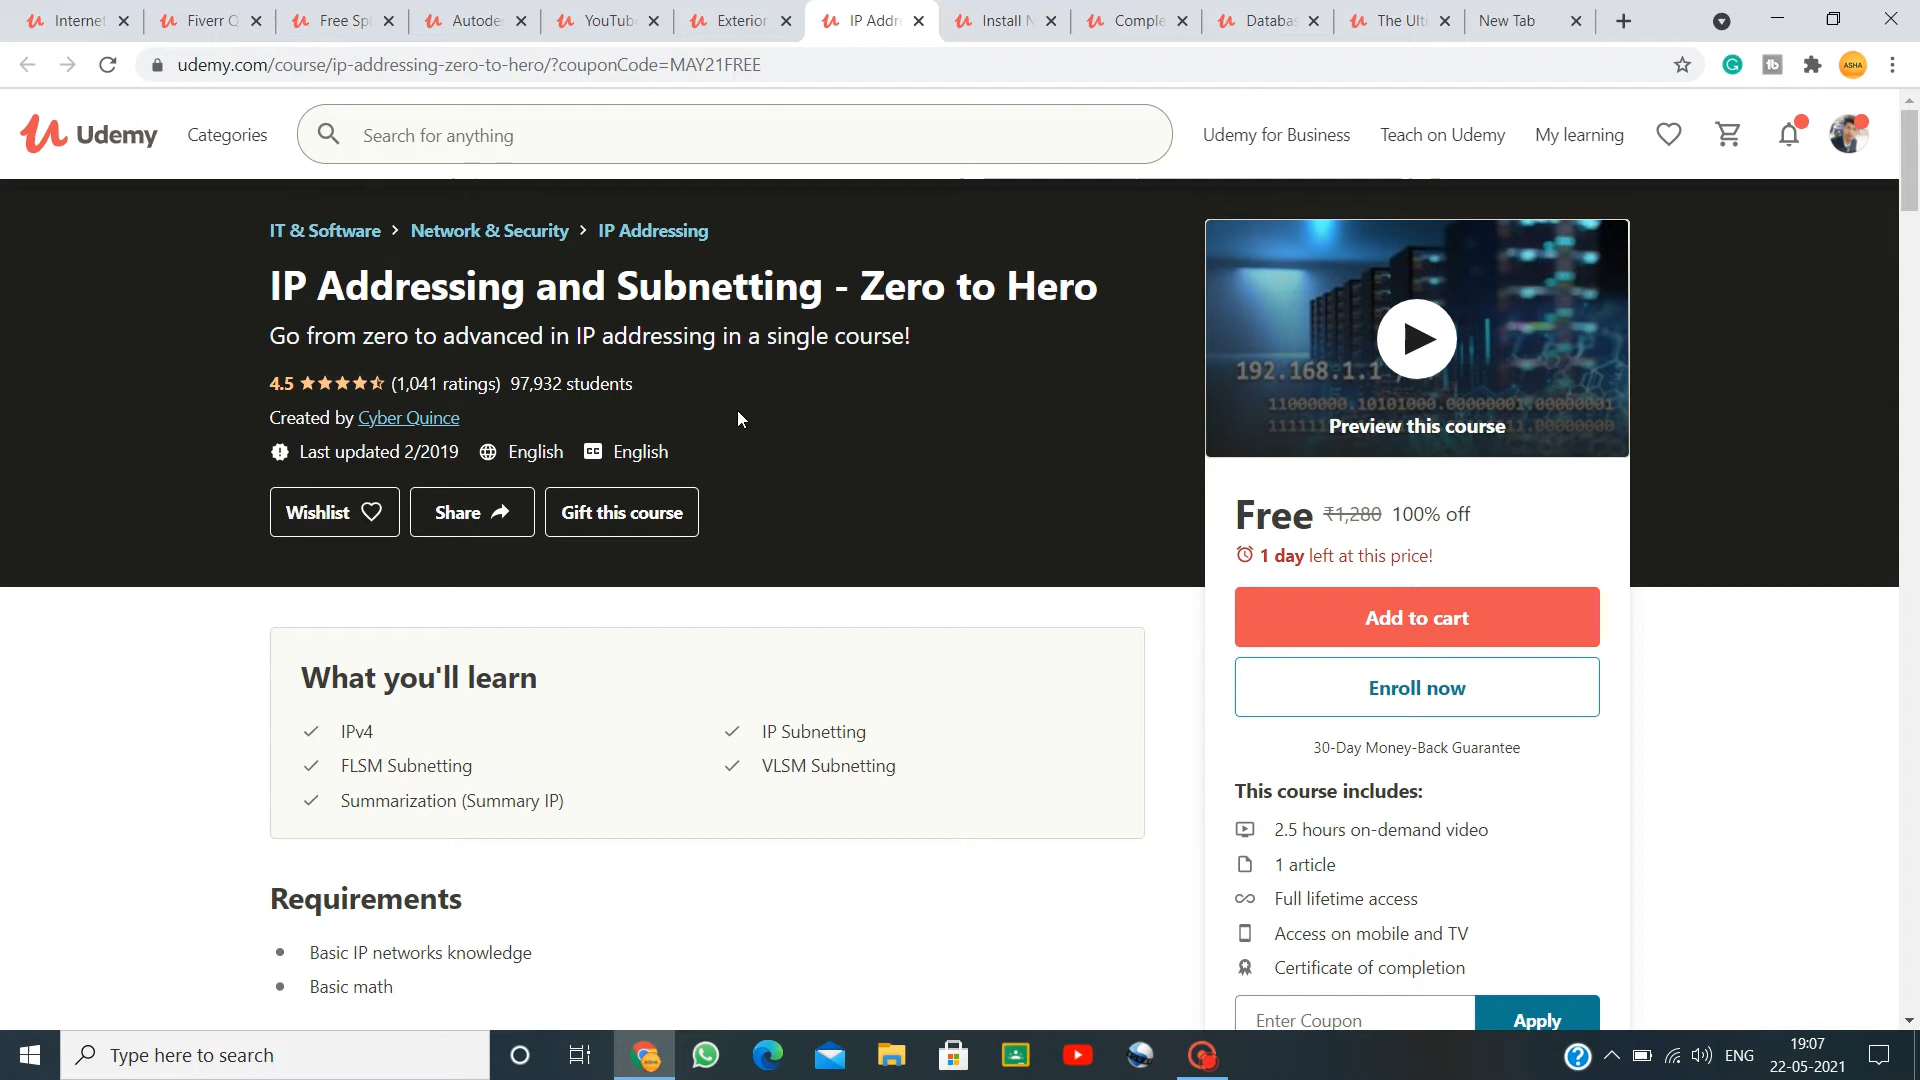 Internet
Fiverr
Free Sp
Autode
YouTub
Exterior
IP Addr
Install
Comple
Databa
The Ult
New Tab
udemy.com/course/ip-addressing-zero-to-hero/?couponCode=MAY21FREE
ASHA
Udemy
Categories
Search for anything
Udemy for Business
Teach on Udemy
My learning
IT & Software > Network & Security > IP Addressing
IP Addressing and Subnetting - Zero to Hero
Go from zero to advanced in IP addressing in a single course!
4.5 (1,041 ratings) 97,932 students
Created by Cyber Quince
Last updated 2/2019 English CC English
Wishlist Share Gift this course
192.168.1.1
11000000.10101000.00000001.00000001
Preview this course
Free ₹1,280 100% off
1 day left at this price!
Add to cart
Enroll now
30-Day Money-Back Guarantee
This course includes:
2.5 hours on-demand video
1 article
Full lifetime access
Access on mobile and TV
Certificate of completion
Enter Coupon Apply
What you'll learn
IPv4
IP Subnetting
FLSM Subnetting
VLSM Subnetting
Summarization (Summary IP)
Requirements
Basic IP networks knowledge
Basic math
Type here to search
ENG
19:07
22-05-2021